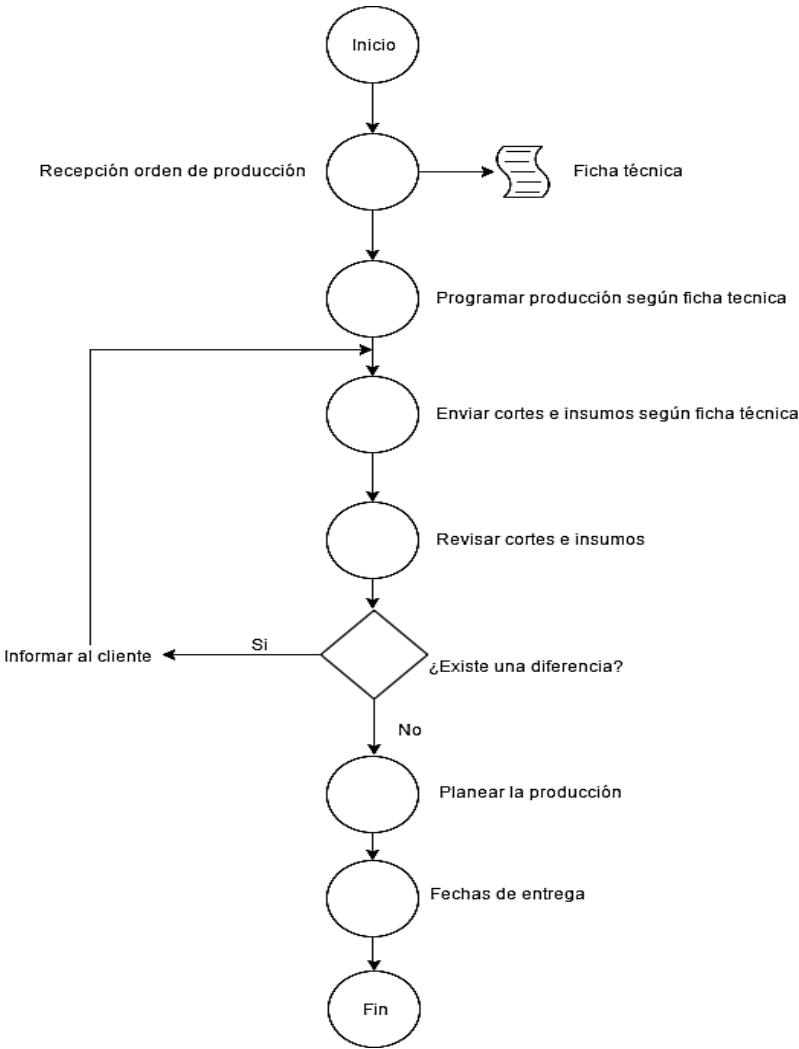 Inicio
Recepción orden de producción
Ficha técnica
Programar producción según ficha tecnica
Enviar cortes e insumos según ficha técnica
Revisar cortes e insumos
Si
Informar al cliente
¿Existe una diferencia?
No
Planear la producción
Fechas de entrega
Fin